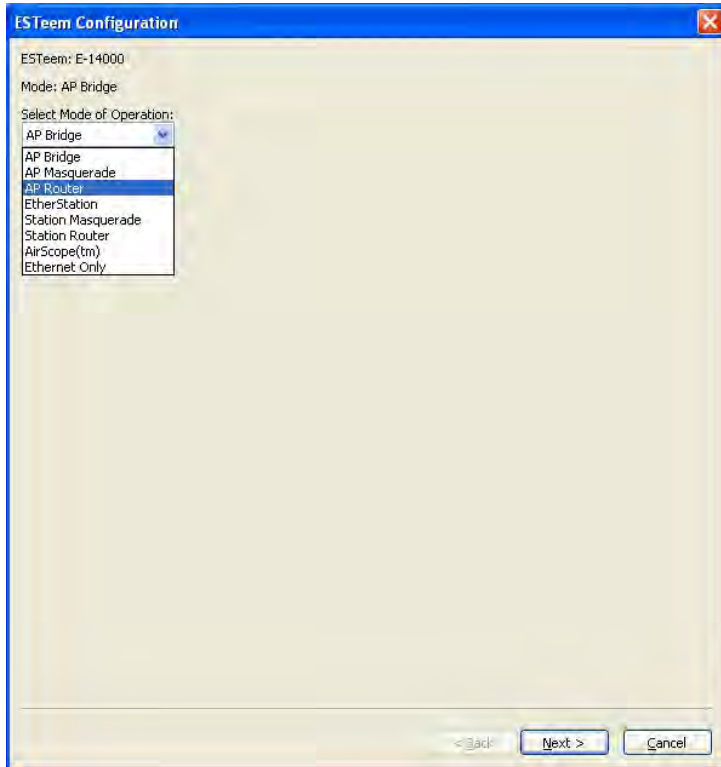 ESTeem Configuration
ESTeem: E-14000
Mode: AP Bridge
Select Mode of Operation:
AP Bridge
AP Bridge
AP Masquerade
AP Router
EtherStation
Station Masquerade
Station Router
AirScope(tm)
Ethernet Only
< Back
Next >
Cancel